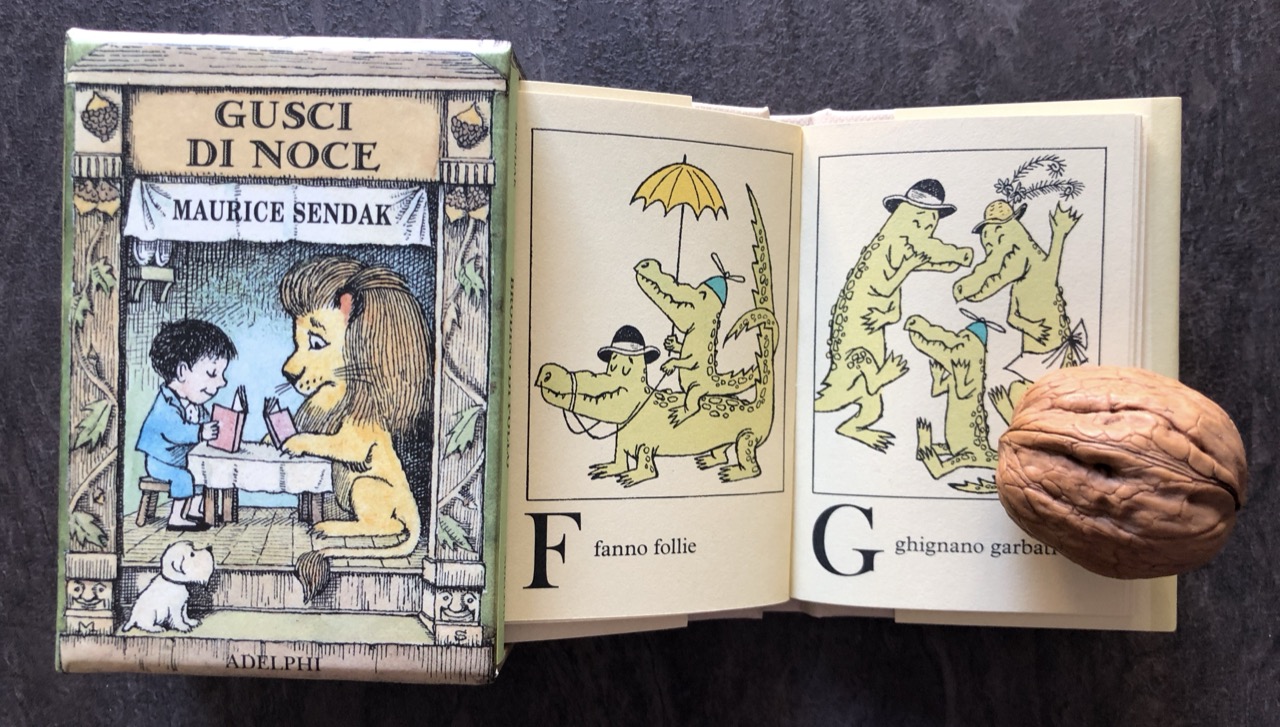 GUSCI
DI NOCE
MAURICE SENDAK
M S
ADELPHI
F fanno follie
G ghignano garbati